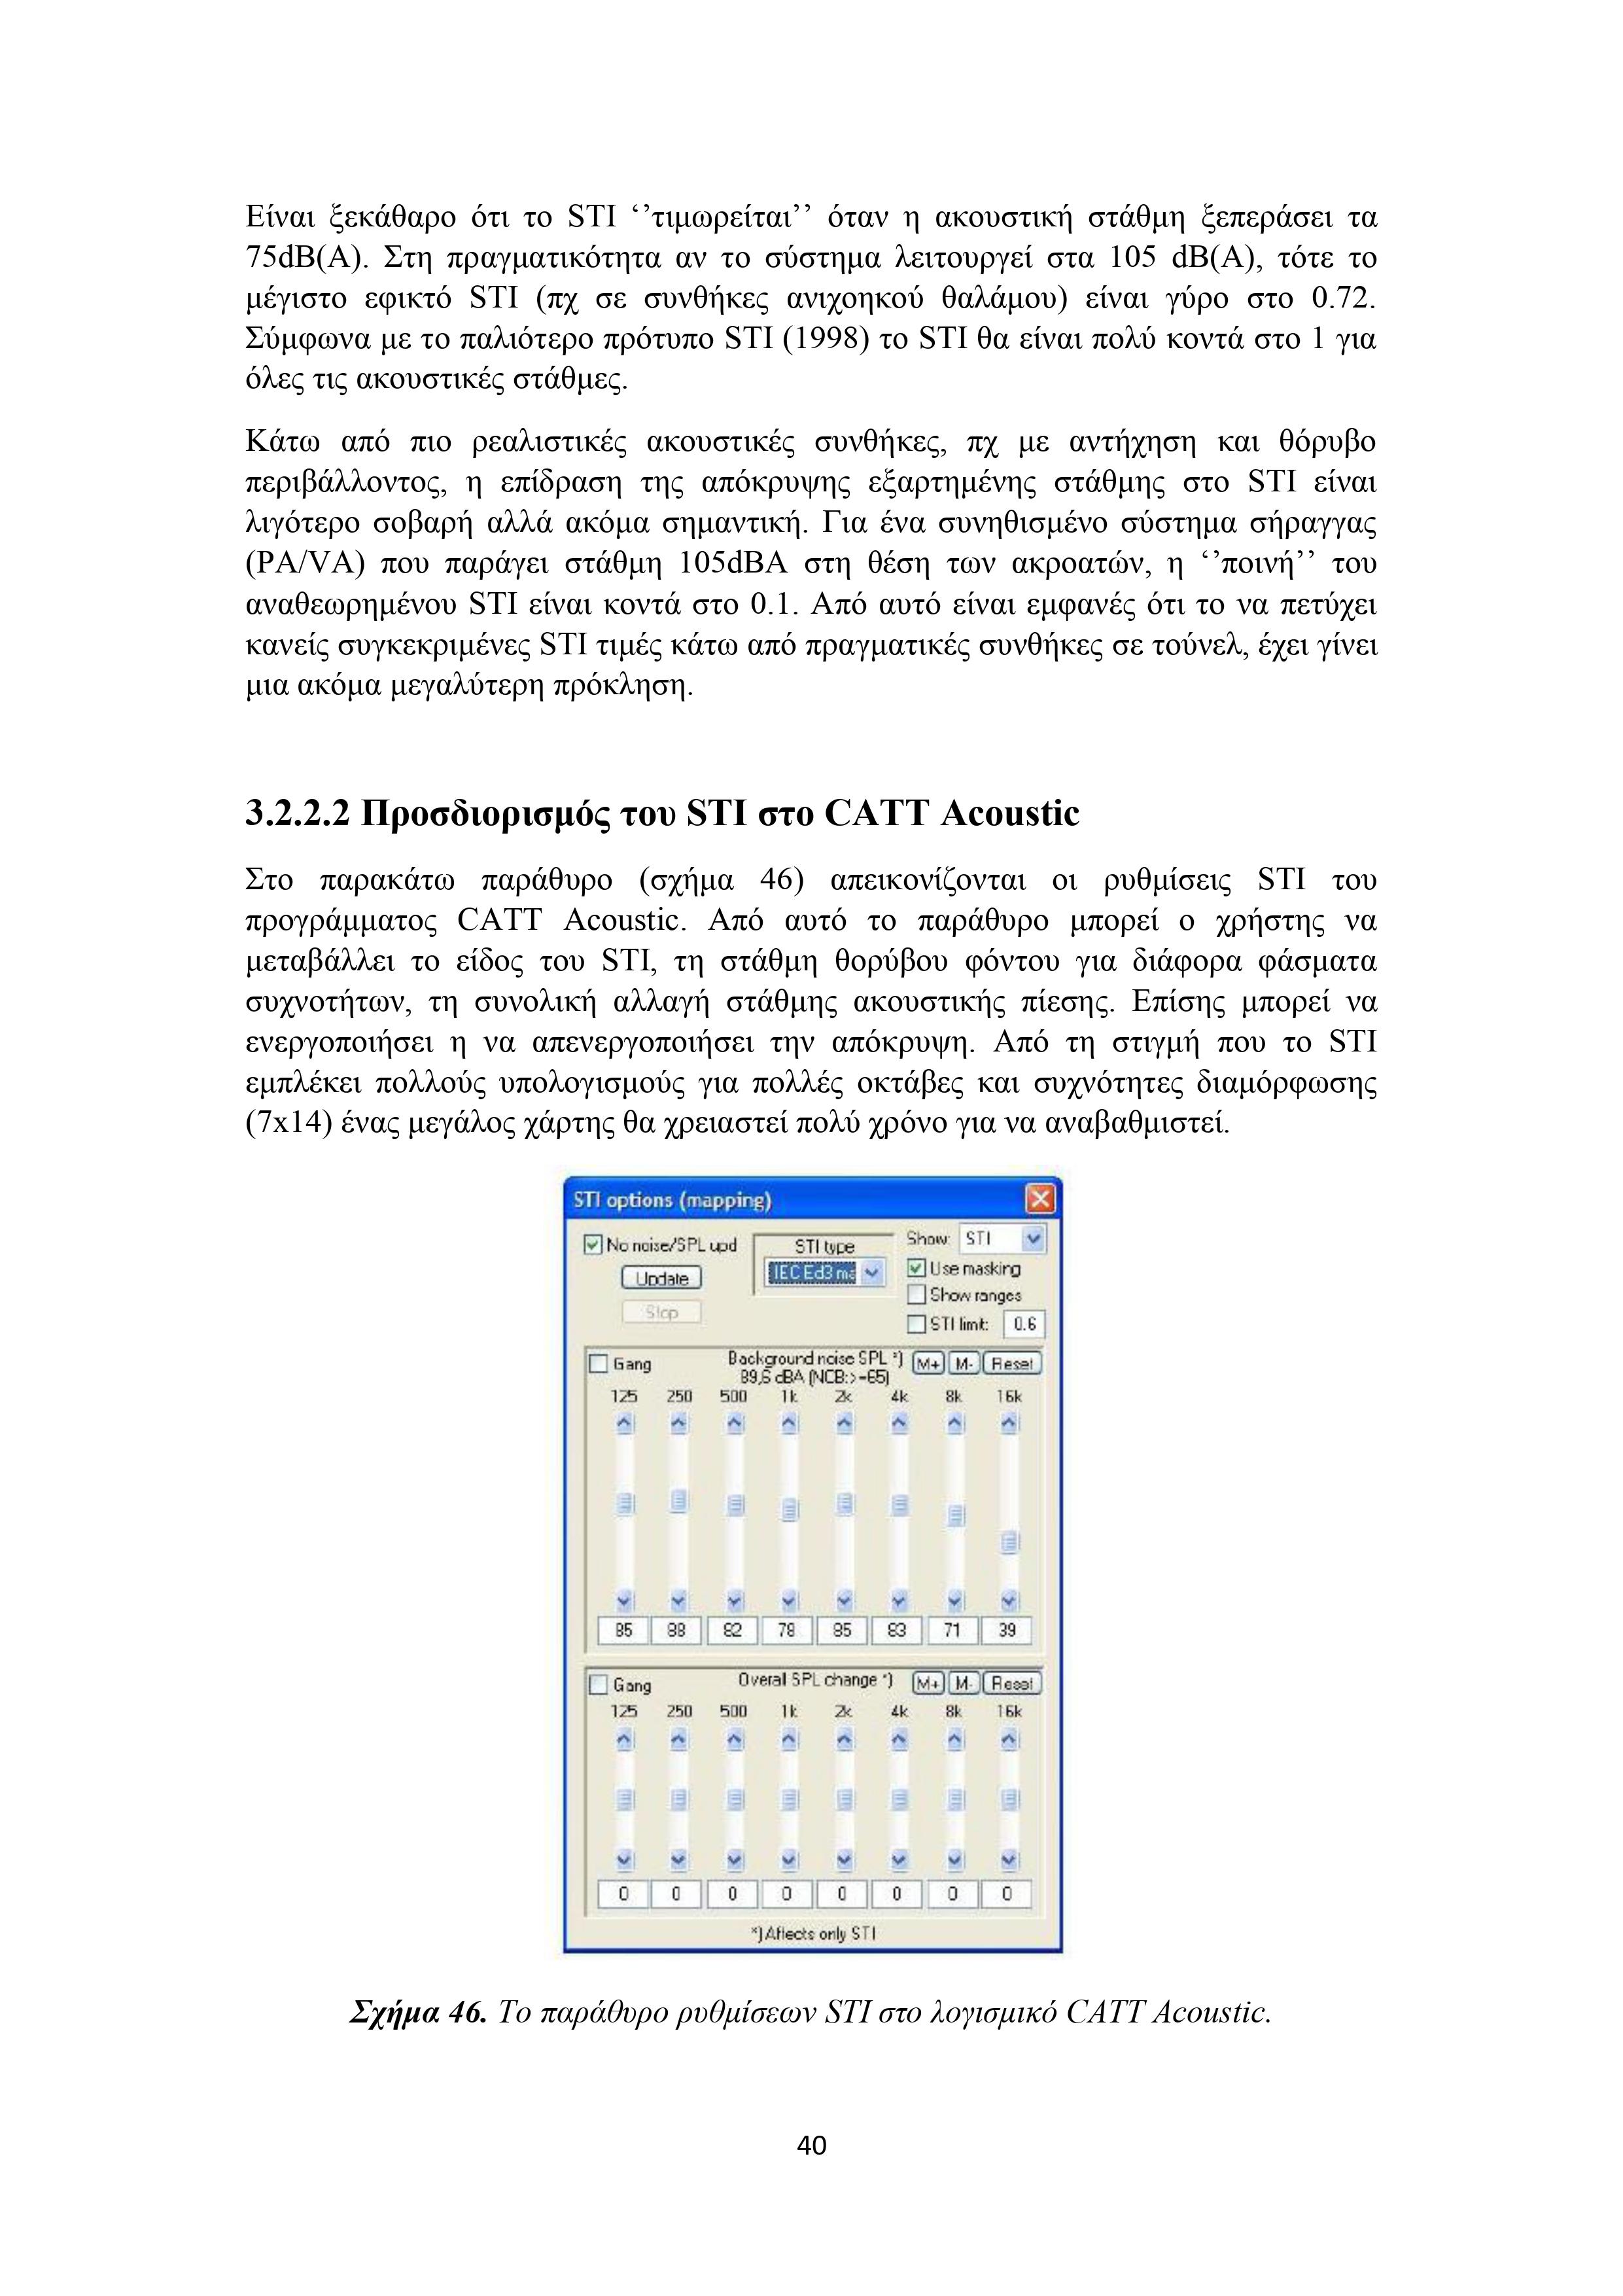 Είναι ξεκάθαρο ότι το STI ‘’τιμωρείται’’ όταν η ακουστική στάθμη ξεπεράσει τα
75dB(A). Στη πραγματικότητα αν το σύστημα λειτουργεί στα 105 dB(A), τότε το
μέγιστο εφικτό STI (πχ σε συνθήκες ανιχοηκού θαλάμου) είναι γύρο στο 0.72.
Σύμφωνα με το παλιότερο πρότυπο STI (1998) το STI θα είναι πολύ κοντά στο 1 για
όλες τις ακουστικές στάθμες.
Κάτω από πιο ρεαλιστικές ακουστικές συνθήκες, πχ με αντήχηση και θόρυβο
περιβάλλοντος, η επίδραση της απόκρυψης εξαρτημένης στάθμης στο STI είναι
λιγότερο σοβαρή αλλά ακόμα σημαντική. Για ένα συνηθισμένο σύστημα σήραγγας
(PA/VA) που παράγει στάθμη 105dBA στη θέση των ακροατών, η ‘’ποινή’’ του
αναθεωρημένου STI είναι κοντά στο 0.1. Από αυτό είναι εμφανές ότι το να πετύχει
κανείς συγκεκριμένες STI τιμές κάτω από πραγματικές συνθήκες σε τούνελ, έχει γίνει
μια ακόμα μεγαλύτερη πρόκληση.
3.2.2.2 Προσδιορισμός του STI στο CATT Acoustic
Στο παρακάτω παράθυρο (σχήμα 46) απεικονίζονται οι ρυθμίσεις STI του
προγράμματος CATT Acoustic. Από αυτό το παράθυρο μπορεί ο χρήστης να
μεταβάλλει το είδος του STI, τη στάθμη θορύβου φόντου για διάφορα φάσματα
συχνοτήτων, τη συνολική αλλαγή στάθμης ακουστικής πίεσης. Επίσης μπορεί να
ενεργοποιήσει η να απενεργοποιήσει την απόκρυψη. Από τη στιγμή που το STI
εμπλέκει πολλούς υπολογισμούς για πολλές οκτάβες και συχνότητες διαμόρφωσης
(7x14) ένας μεγάλος χάρτης θα χρειαστεί πολύ χρόνο για να αναβαθμιστεί.
STI options (mapping)
No noise/SPL upd
STI type
Show: STI
Update
IEC Ed3 ma
Use masking
Stop
Show ranges
STI limit: 0.6
Gang
Background noise SPL *)
M+ M- Reset
89,6 dBA (NCB:>=65)
125 250 500 1k 2k 4k 8k 16k
85 88 82 78 85 83 71 39
Gang
Overall SPL change *)
M+ M- Reset
125 250 500 1k 2k 4k 8k 16k
0 0 0 0 0 0 0 0
*) Affects only STI
Σχήμα 46. Το παράθυρο ρυθμίσεων STI στο λογισμικό CATT Acoustic.
40